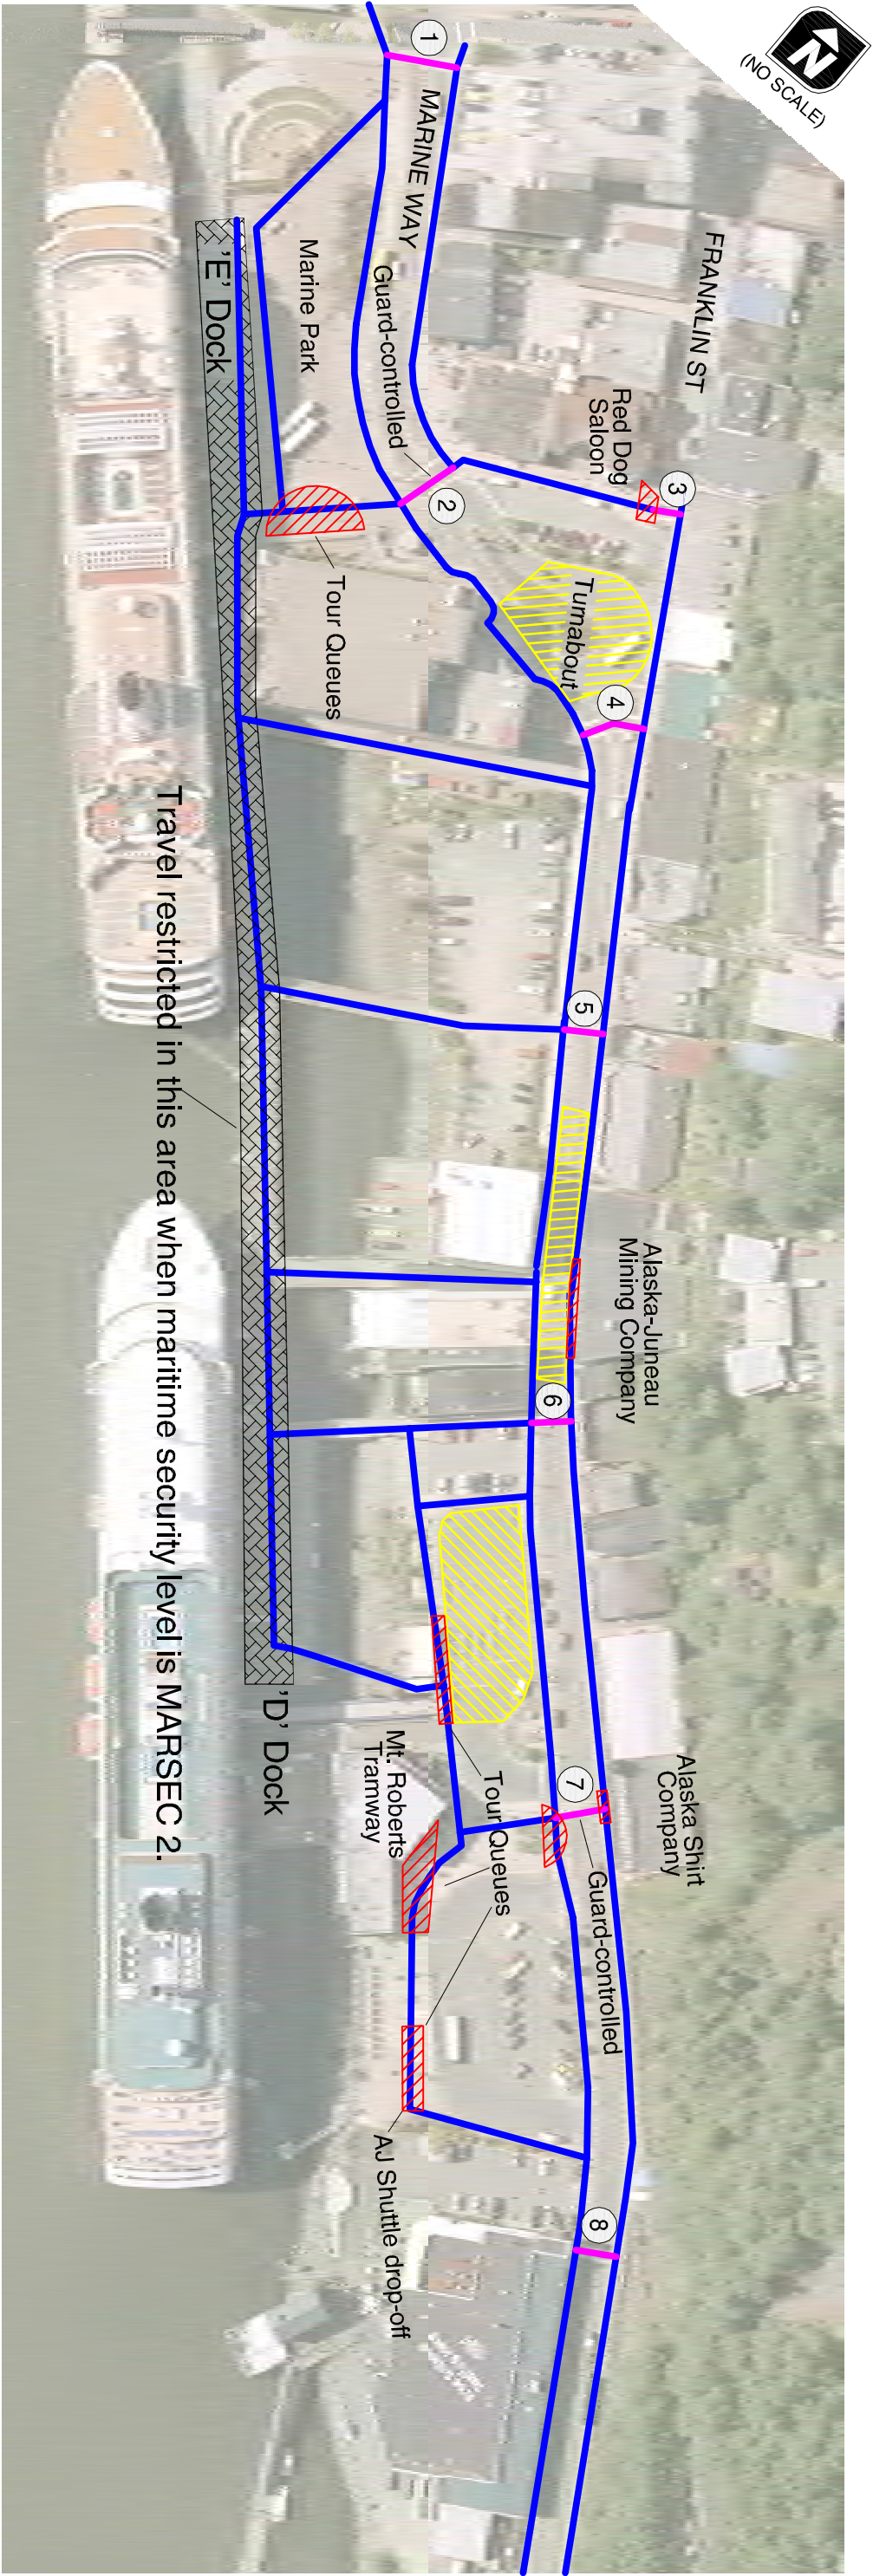 N
(NO SCALE)
1
MARINE WAY
FRANKLIN ST
Marine Park
'E' Dock
Guard-controlled
2
Red Dog
Saloon
3
Tour Queues
Turnabout
4
Travel restricted in this area when maritime security level is MARSEC 2.
5
Alaska-Juneau
Mining Company
6
'D' Dock
Mt. Roberts
Tramway
Tour Queues
7
Alaska Shirt
Company
Guard-controlled
AJ Shuttle drop-off
8